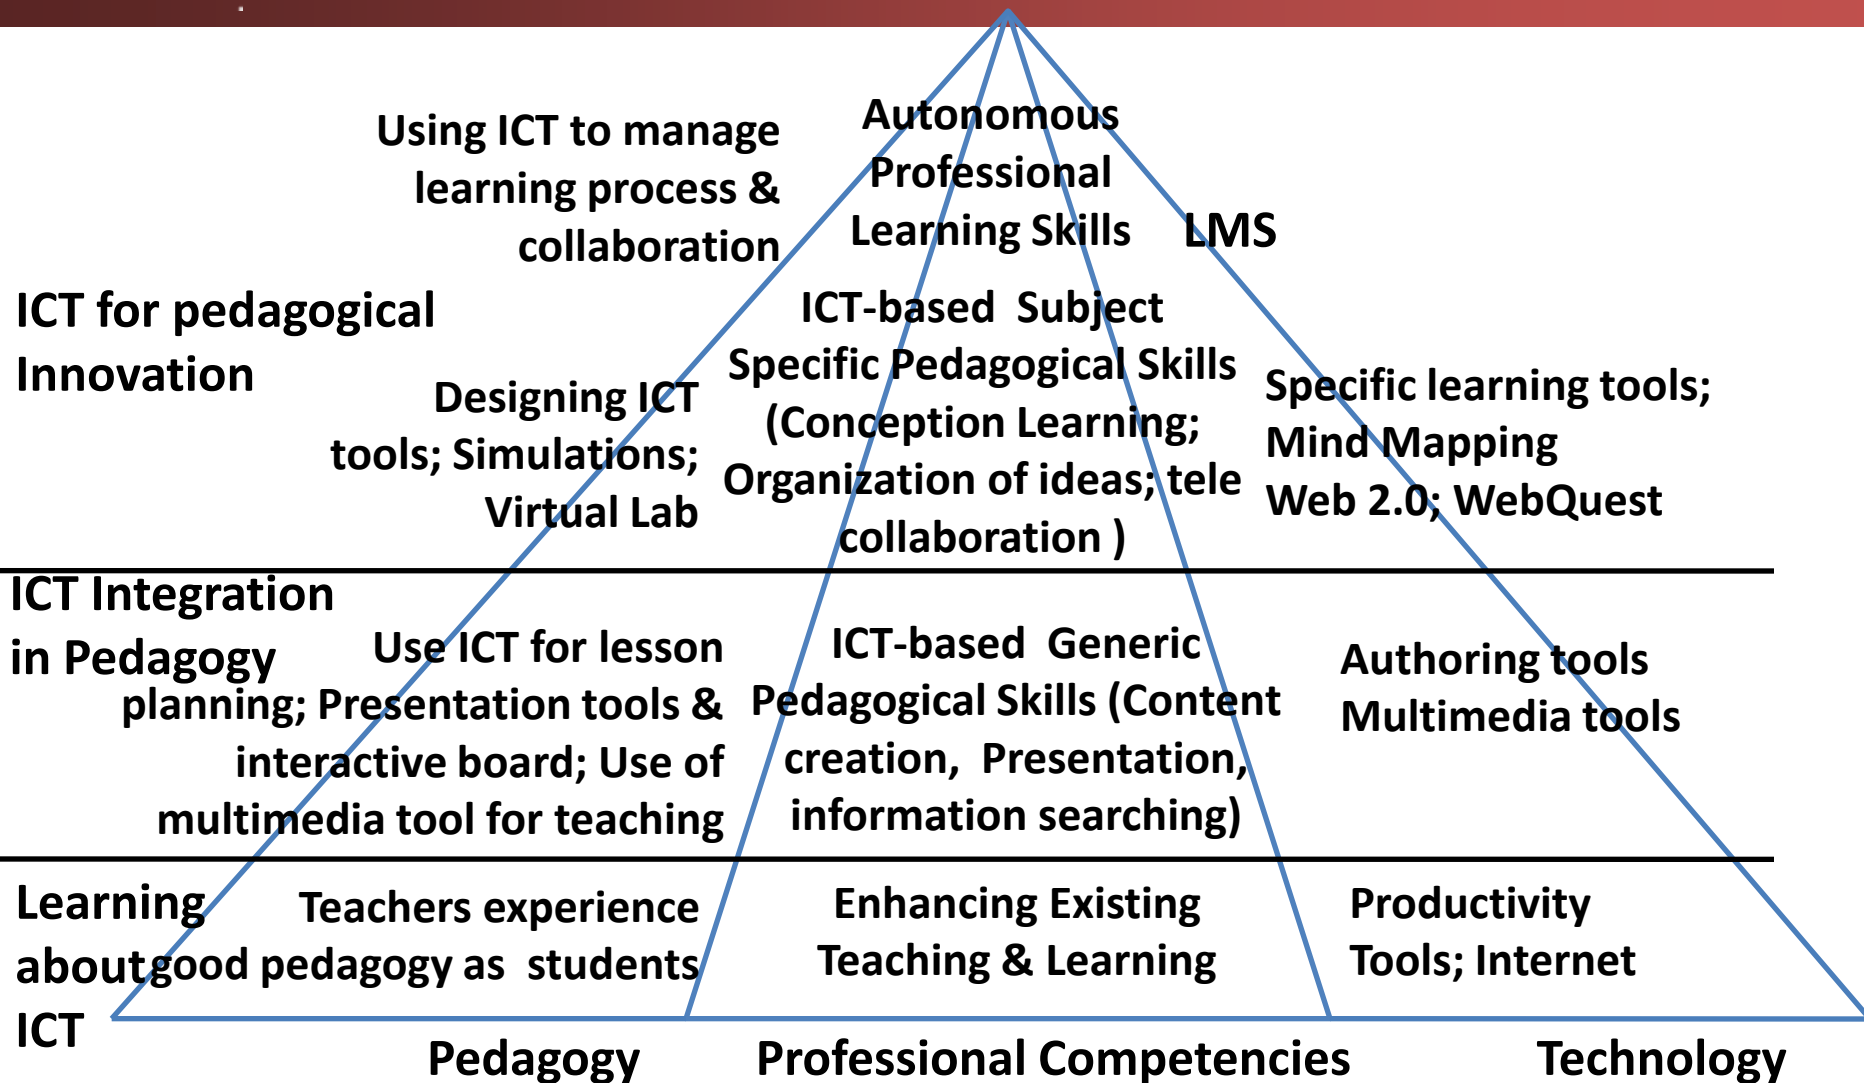 Using ICT to manage
learning process &
collaboration
Autonomous
Professional
Learning Skills
LMS
ICT for pedagogical
Innovation
Designing ICT
tools; Simulations;
Virtual Lab
ICT-based Subject
Specific Pedagogical Skills
(Conception Learning;
Organization of ideas; tele
collaboration )
Specific learning tools;
Mind Mapping
Web 2.0; WebQuest
ICT Integration
in Pedagogy
Use ICT for lesson
planning; Presentation tools &
interactive board; Use of
multimedia tool for teaching
ICT-based Generic
Pedagogical Skills (Content
creation, Presentation,
information searching)
Authoring tools
Multimedia tools
Learning
about
ICT
Teachers experience
good pedagogy as students
Enhancing Existing
Teaching & Learning
Productivity
Tools; Internet
Pedagogy
Professional Competencies
Technology